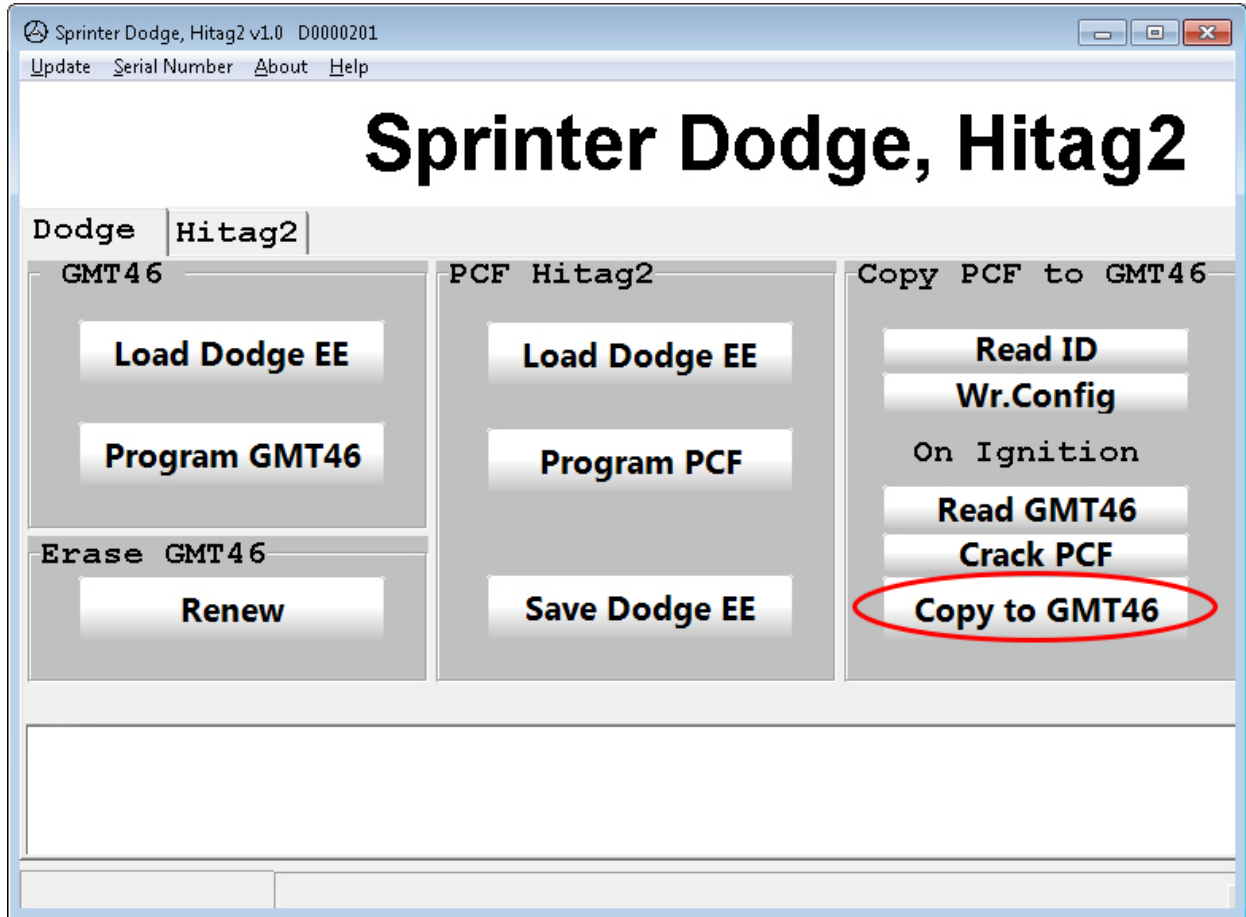 Sprinter Dodge, Hitag2 v1.0 D0000201
Update Serial Number About Help
Sprinter Dodge, Hitag2
Dodge Hitag2
GMT46
Load Dodge EE
Program GMT46
Erase GMT46
Renew
PCF Hitag2
Load Dodge EE
Program PCF
Save Dodge EE
Copy PCF to GMT46
Read ID
Wr.Config
On Ignition
Read GMT46
Crack PCF
Copy to GMT46